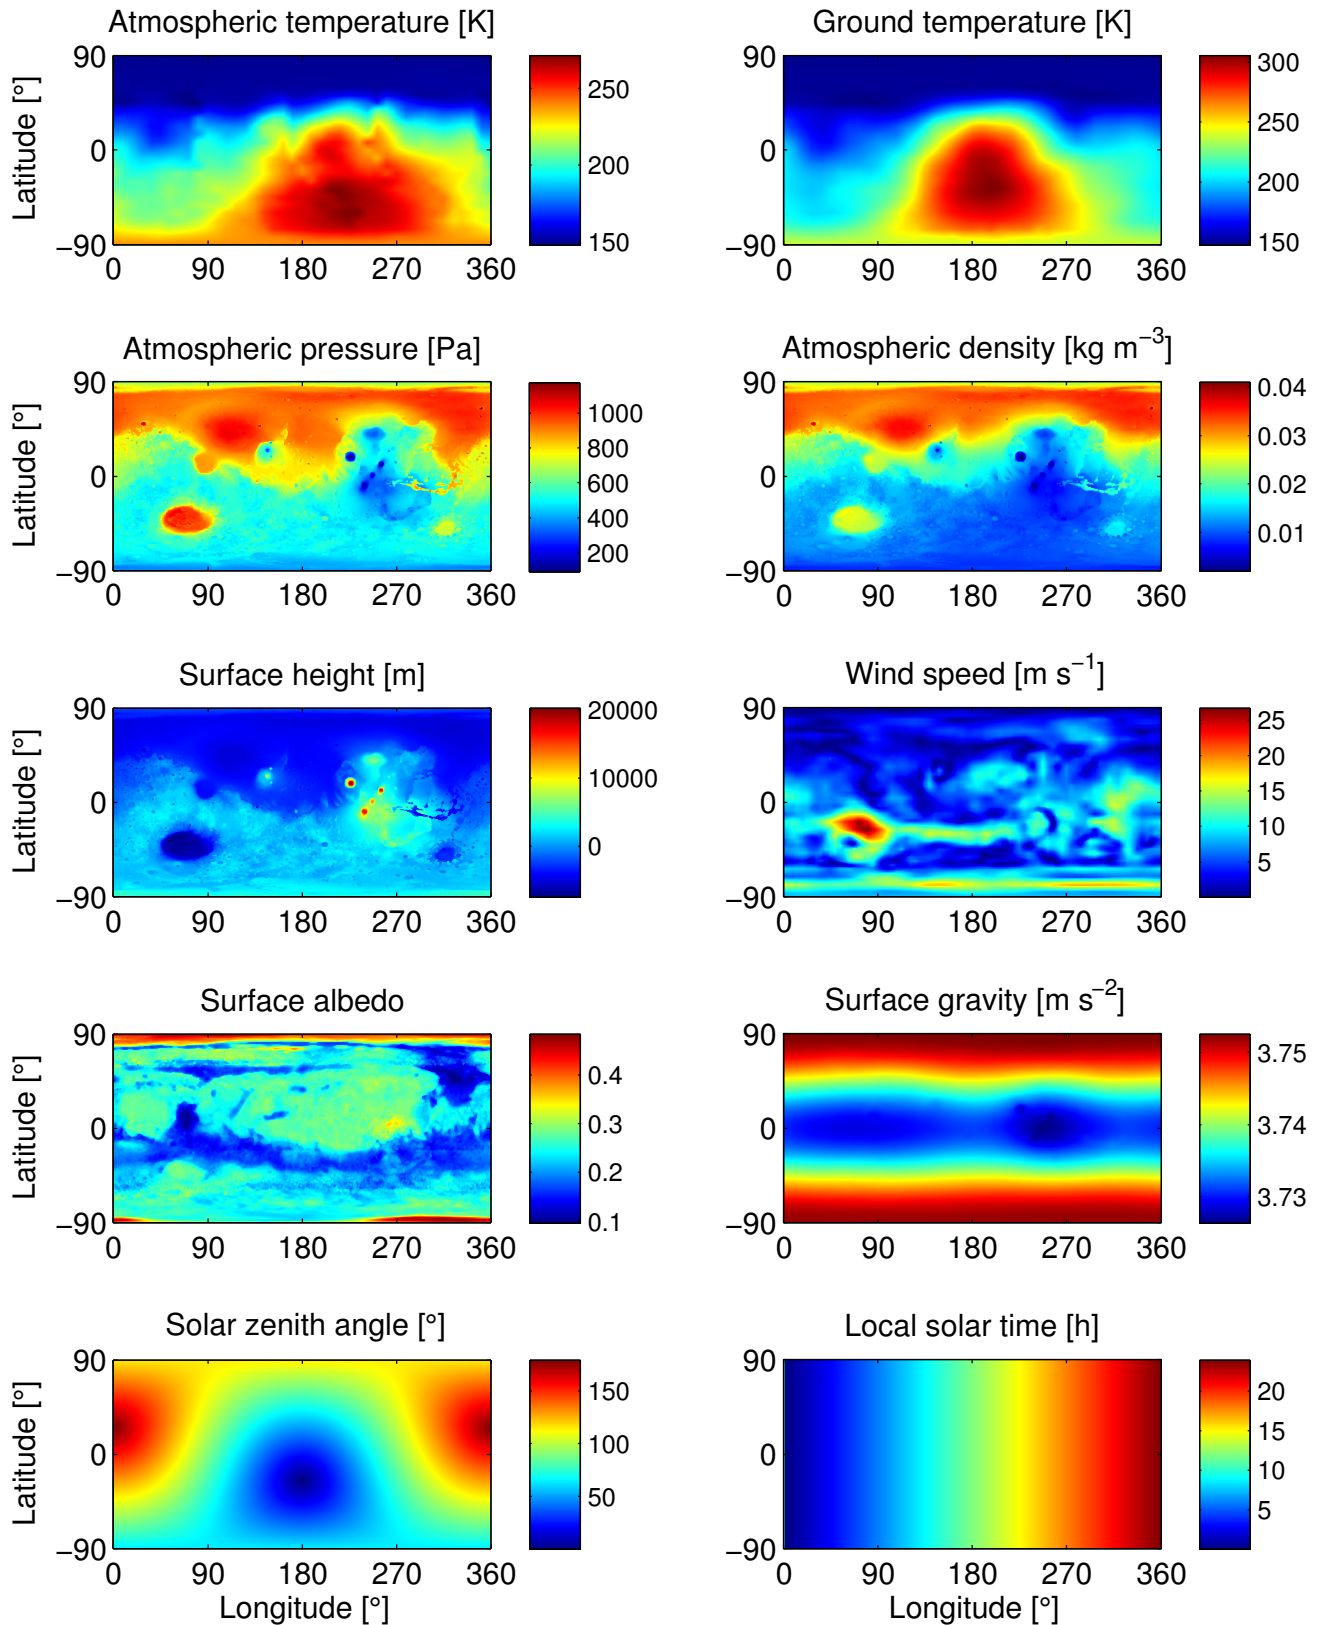 Atmospheric temperature [K]
Latitude [°]
90
0
−90
0 90 180 270 360
250
200
150
Ground temperature [K]
90
0
−90
0 90 180 270 360
300
250
200
150
Atmospheric pressure [Pa]
Latitude [°]
90
0
−90
0 90 180 270 360
1000
800
600
400
200
Atmospheric density [kg m−3]
90
0
−90
0 90 180 270 360
0.04
0.03
0.02
0.01
Surface height [m]
Latitude [°]
90
0
−90
0 90 180 270 360
20000
10000
0
Wind speed [m s−1]
90
0
−90
0 90 180 270 360
25
20
15
10
5
Surface albedo
Latitude [°]
90
0
−90
0 90 180 270 360
0.4
0.3
0.2
0.1
Surface gravity [m s−2]
90
0
−90
0 90 180 270 360
3.75
3.74
3.73
Solar zenith angle [°]
Latitude [°]
90
0
−90
0 90 180 270 360
Longitude [°]
150
100
50
Local solar time [h]
90
0
−90
0 90 180 270 360
Longitude [°]
20
15
10
5